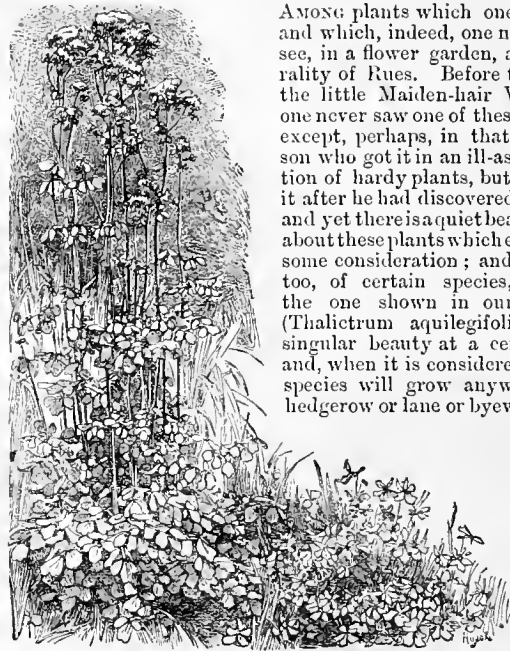 AMONG plants which one
and which, indeed, one n
see, in a flower garden, a
rality of Rues. Before t
the little Maiden-hair
one never saw one of thes
except, perhaps, in that
son who got it in an ill-as
tion of hardy plants, but
it after he had discovered
and yet there is a quiet bea
about these plants which e
some consideration ; and
too, of certain species,
the one shown in our
(Thalictrum aquilegifoli
singular beauty at a ce
and, when it is considere
species will grow anyw
hedgerow or lane or byew